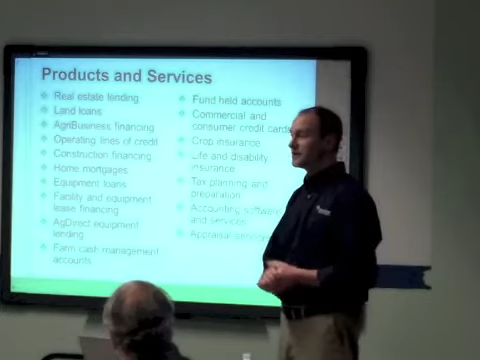 Products and Services
Real estate lending
Land loans
AgriBusiness financing
Operating lines of credit
Construction financing
Home mortgages
Equipment loans
Facility and equipment
lease financing
AgDirect equipment
lending
Farm cash management
accounts
Fund held accounts
Commercial and
consumer credit cards
Crop insurance
Life and disability
insurance
Tax planning and
preparation
Accounting software
and services
Appraisal services